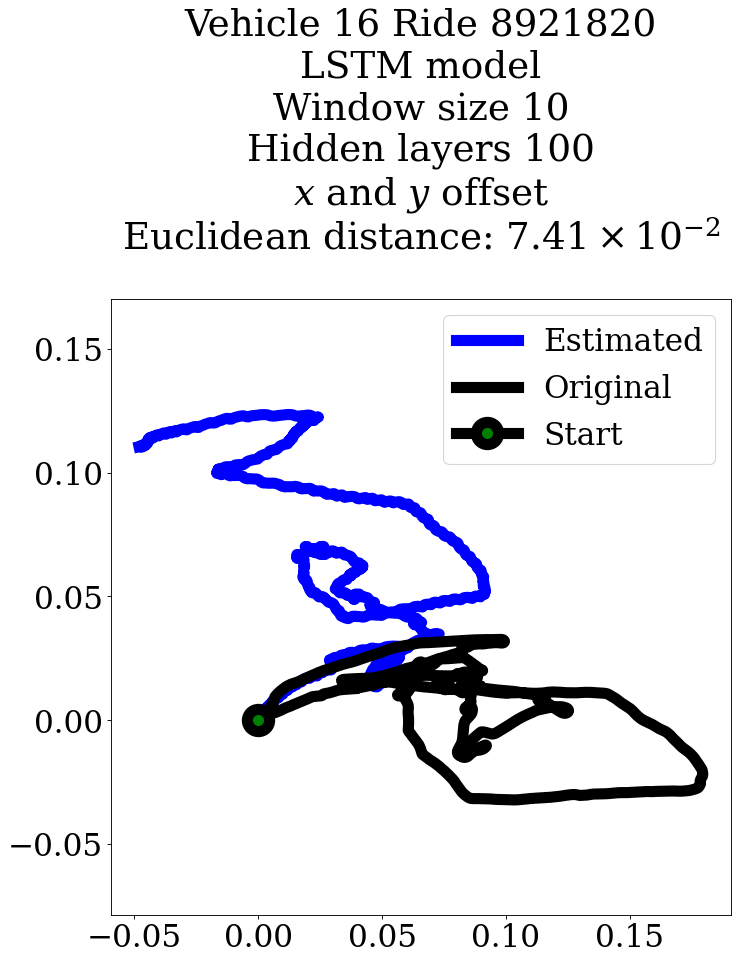 Vehicle 16 Ride 8921820
LSTM model
Window size 10
Hidden layers 100
x and y offset
Euclidean distance: 7.41 × 10⁻²
Estimated
Original
Start
0.15
0.10
0.05
0.00
−0.05
−0.05 0.00 0.05 0.10 0.15